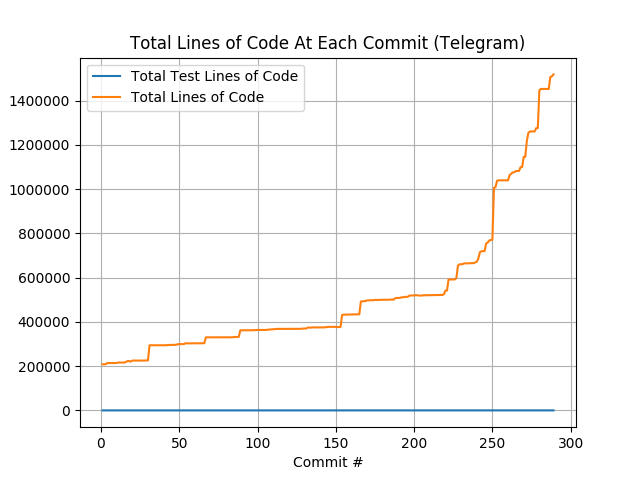 Total Lines of Code At Each Commit (Telegram)
Total Test Lines of Code
Total Lines of Code
1400000
1200000
1000000
800000
600000
400000
200000
0
0 50 100 150 200 250 300
Commit #